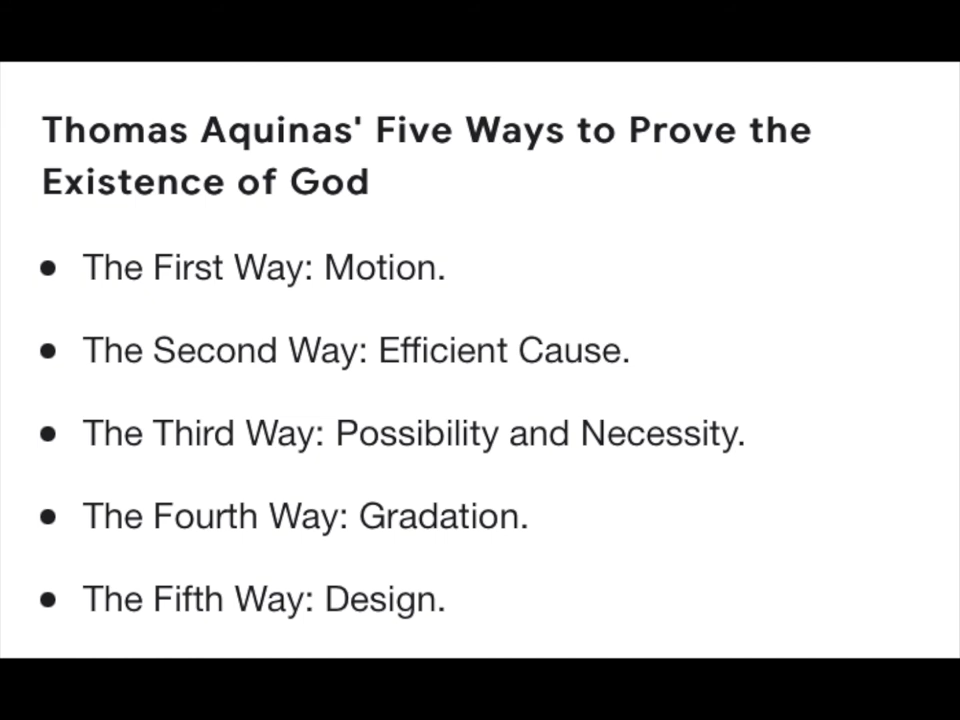 Thomas Aquinas' Five Ways to Prove the
Existence of God
• The First Way: Motion.
• The Second Way: Efficient Cause.
• The Third Way: Possibility and Necessity.
• The Fourth Way: Gradation.
• The Fifth Way: Design.